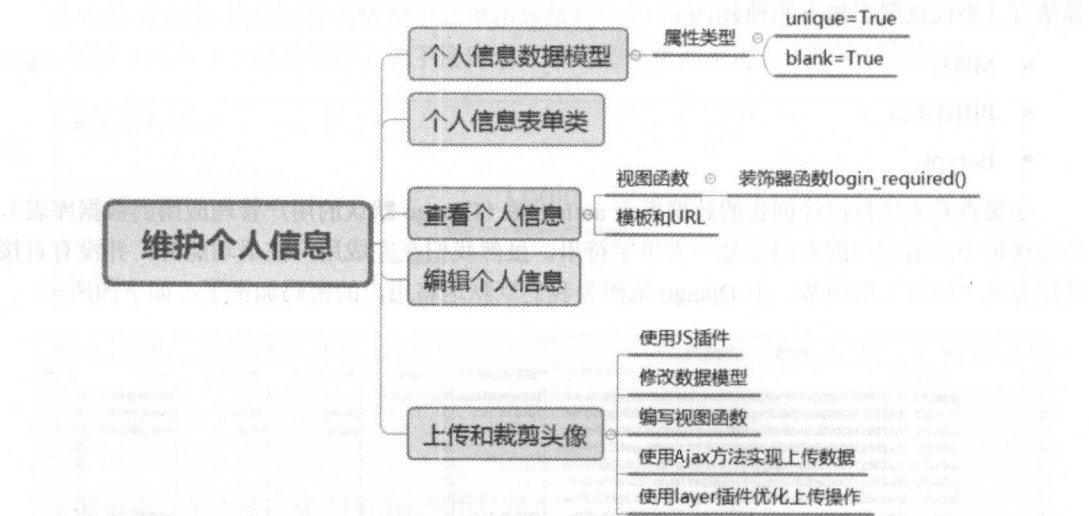 维护个人信息
个人信息数据模型
属性类型
unique=True
blank=True
个人信息表单类
查看个人信息
视图函数
装饰器函数login_required()
模板和URL
编辑个人信息
上传和裁剪头像
使用JS插件
修改数据模型
编写视图函数
使用Ajax方法实现上传数据
使用layer插件优化上传操作